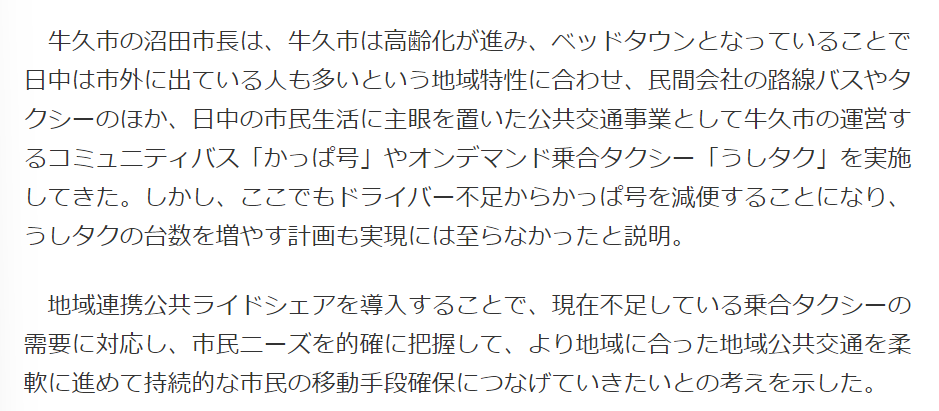 牛久市の沼田市長は、牛久市は高齢化が進み、ベッドタウンとなっていることで
日中は市外に出ている人も多いという地域特性に合わせ、民間会社の路線バスやタ
クシーのほか、日中の市民生活に主眼を置いた公共交通事業として牛久市の運営す
るコミュニティバス「かっぱ号」やオンデマンド乗合タクシー「うしタク」を実施
してきた。しかし、ここでもドライバー不足からかっぱ号を減便することになり、
うしタクの台数を増やす計画も実現には至らなかったと説明。
地域連携公共ライドシェアを導入することで、現在不足している乗合タクシーの
需要に対応し、市民ニーズを的確に把握して、より地域に合った地域公共交通を柔
軟に進めて持続的な市民の移動手段確保につなげていきたいとの考えを示した。